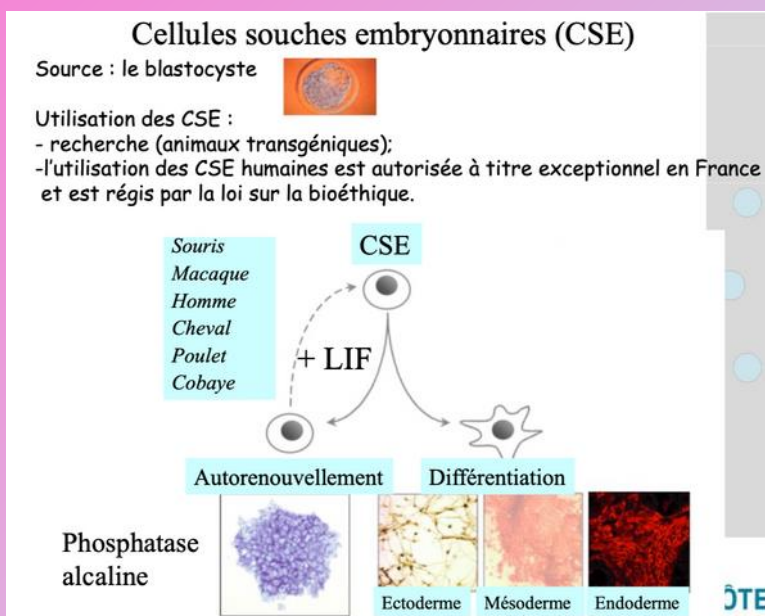 Cellules souches embryonnaires (CSE)
Source : le blastocyste
Utilisation des CSE :
- recherche (animaux transgéniques);
-l'utilisation des CSE humaines est autorisée à titre exceptionnel en France
et est régis par la loi sur la bioéthique.
Souris
Macaque
Homme
Cheval
Poulet
Cobaye
CSE
+ LIF
Autorenouvellement
Différentiation
Phosphatase
alcaline
Ectoderme
Mésoderme
Endoderme
ÔTE